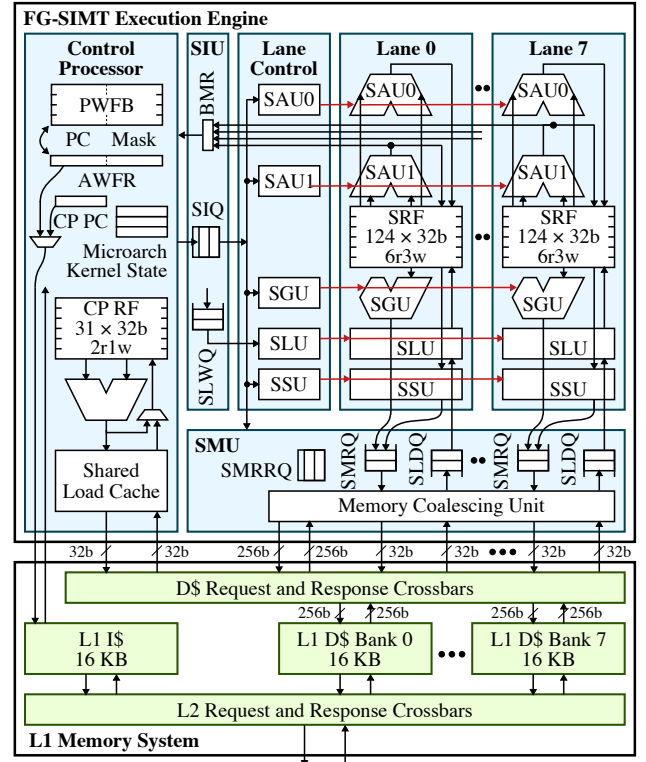 FG-SIMT Execution Engine
Control
Processor
PWFB
PC Mask
AWFR
CP PC
Microarch
Kernel State
CP RF
31 × 32b
2r1w
Shared
Load Cache
SIU
BMR
SIQ
SLWQ
Lane
Control
SAU0
SAU1
SGU
SLU
SSU
Lane 0
SAU0
SAU1
SRF
124 × 32b
6r3w
SGU
SLU
SSU
Lane 7
SAU0
SAU1
SRF
124 × 32b
6r3w
SGU
SLU
SSU
SMU
SMRRQ
SMRQ
SLDQ
SMRQ
SLDQ
Memory Coalescing Unit
32b 32b 256b 256b 32b 32b 32b 32b
D$ Request and Response Crossbars
256b 256b 256b 256b
L1 I$
16 KB
L1 D$ Bank 0
16 KB
L1 D$ Bank 7
16 KB
L2 Request and Response Crossbars
L1 Memory System